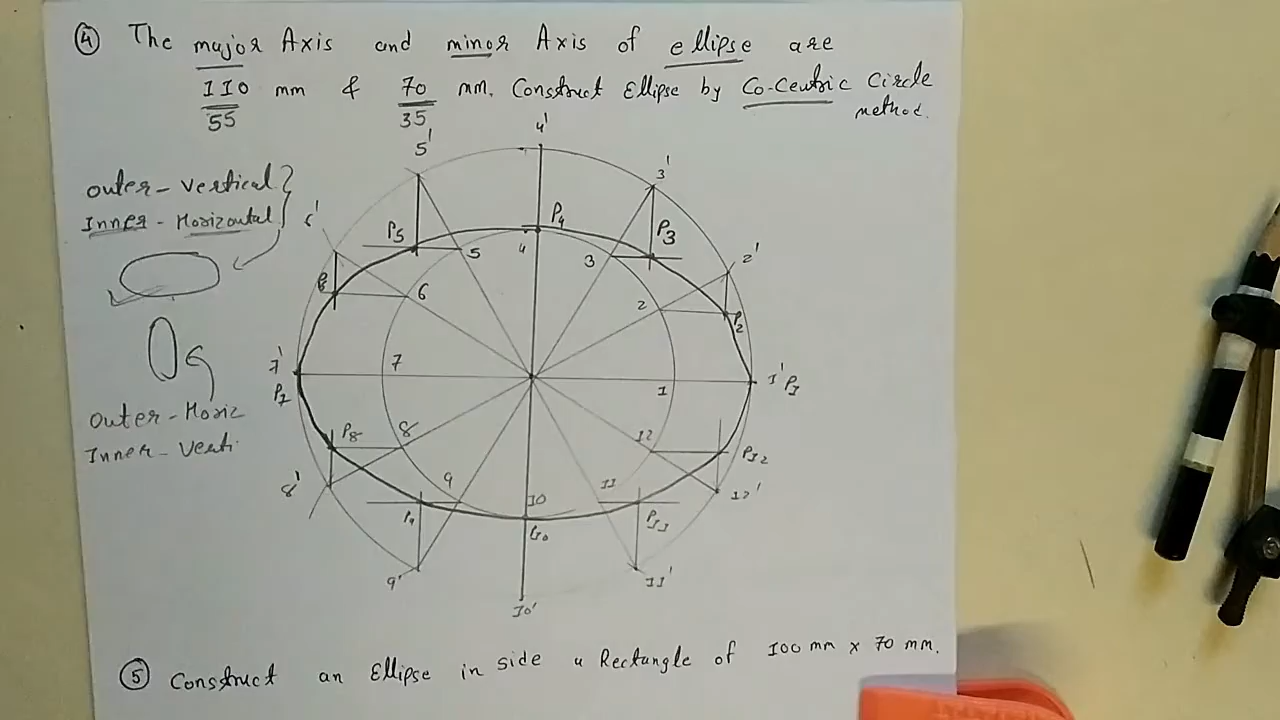 ④ The major Axis and minor Axis of ellipse are
110 mm & 70 mm. Construct Ellipse by Co-Centric Circle
55 35 method.
4'
5'
3'
outer - vertical
Inner - Horizontal
6'
P5 P4 P3
2'
5 4 3
6 2 P2
7' 7 1 1' P1
P7
Outer - Horiz
Inner - Verti
P8 8 12 P12
8' 9 10 11 12'
P11
9' 11'
10'
⑤ Construct an Ellipse in side a Rectangle of 100 mm x 70 mm.